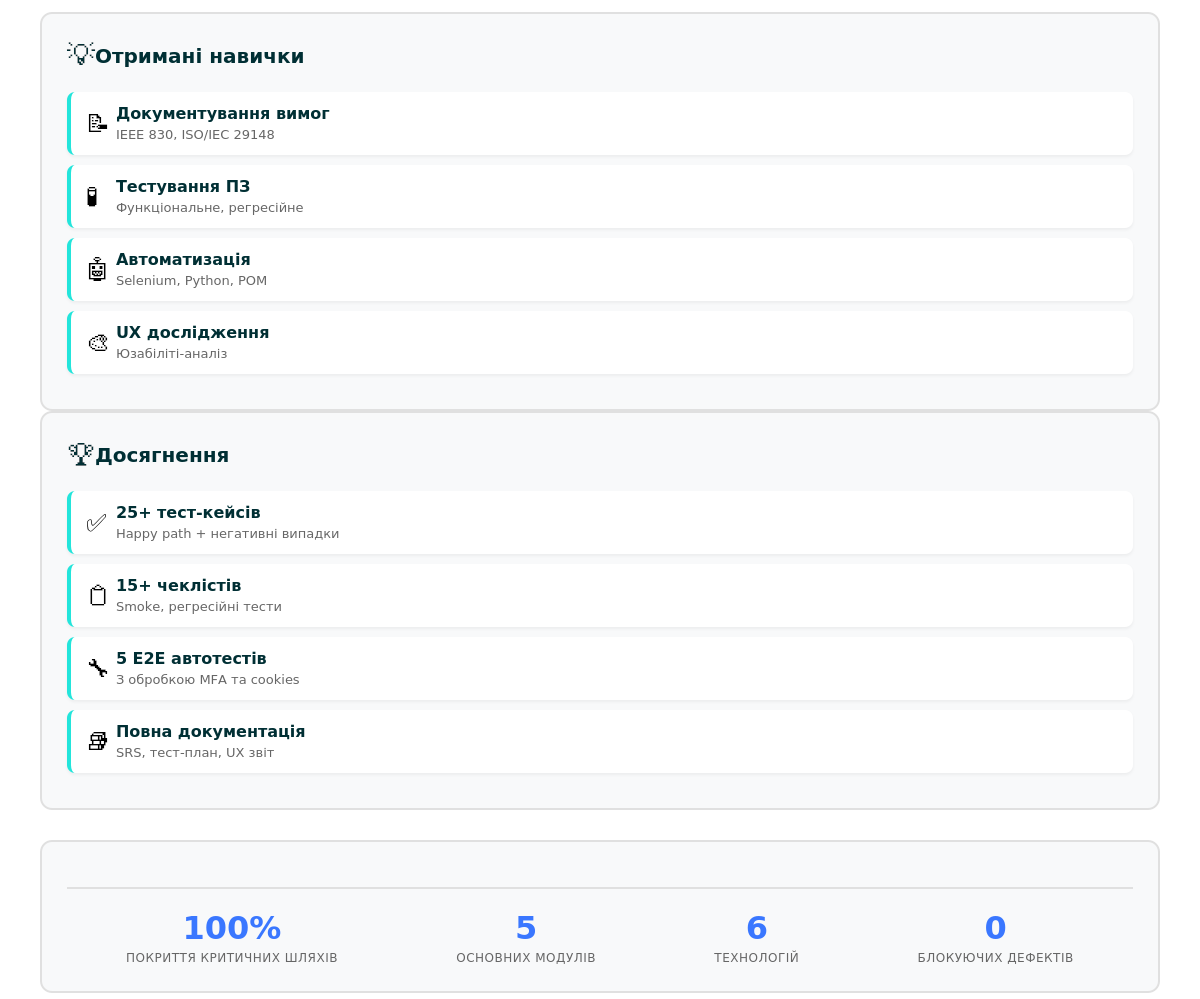 Отримані навички
Документування вимог
IEEE 830, ISO/IEC 29148
Тестування ПЗ
Функціональне, регресійне
Автоматизація
Selenium, Python, POM
UX дослідження
Юзабіліті-аналіз
Досягнення
25+ тест-кейсів
Happy path + негативні випадки
15+ чеклістів
Smoke, регресійні тести
5 E2E автотестів
З обробкою MFA та cookies
Повна документація
SRS, тест-план, UX звіт
100% 5 6 0
ПОКРИТТЯ КРИТИЧНИХ ШЛЯХІВ ОСНОВНИХ МОДУЛІВ ТЕХНОЛОГІЙ БЛОКУЮЧИХ ДЕФЕКТІВ